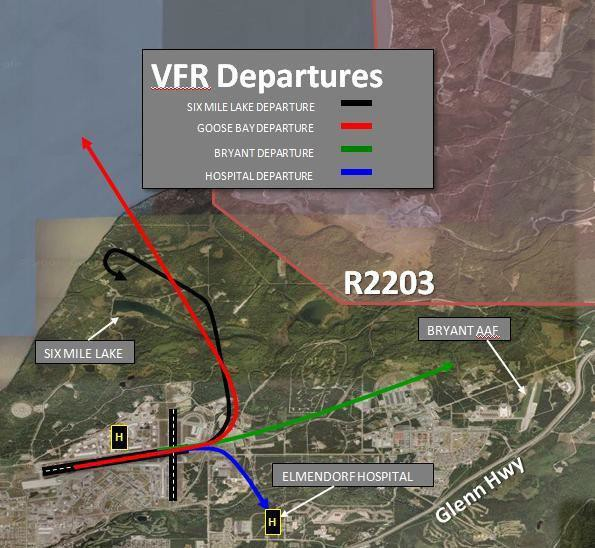 VFR Departures
SIX MILE LAKE DEPARTURE
GOOSE BAY DEPARTURE
BRYANT DEPARTURE
HOSPITAL DEPARTURE
R2203
BRYANT AAF
SIX MILE LAKE
H
ELMENDORF HOSPITAL
Glenn Hwy
H